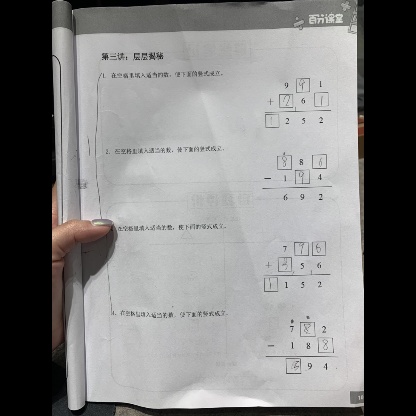 百分课堂
第三讲：层层揭秘
1. 在空格里填入适当的数，使下面的竖式成立。
9 9 1
+ 2 6 1
1 2 5 2
2. 在空格里填入适当的数，使下面的竖式成立。
8 8 6
- 1 9 4
6 9 2
在空格里填入适当的数，使下面的竖式成立。
7 9 6
+ 3 5 6
1 1 5 2
4. 在空格里填入适当的数，使下面的竖式成立。
7 8 2
- 1 8 8
5 9 4